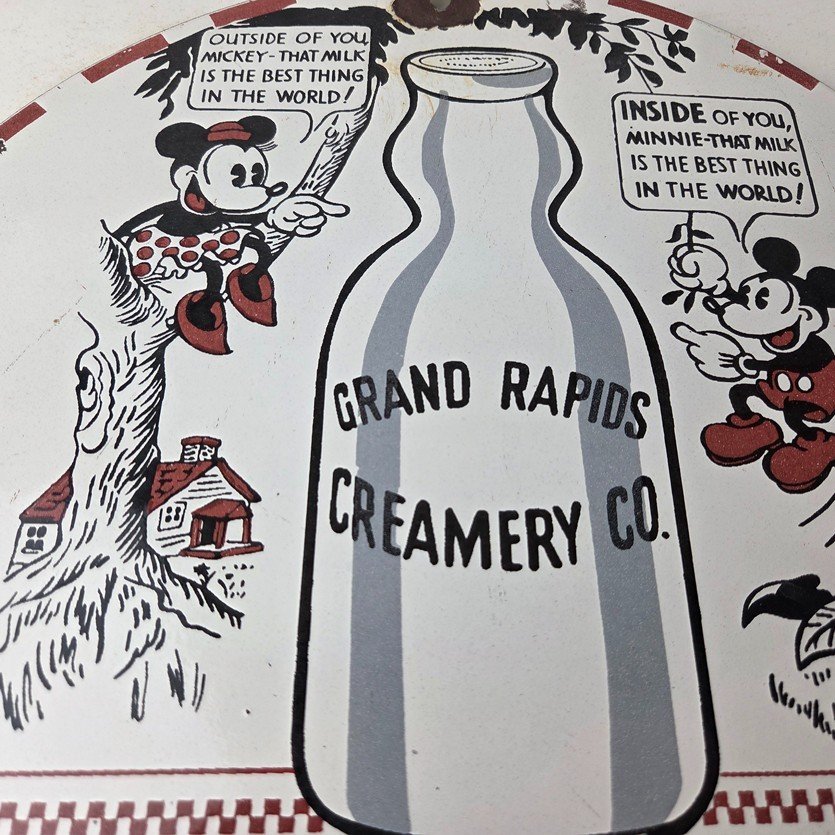 OUTSIDE OF YOU,
MICKEY-THAT MILK
IS THE BEST THING
IN THE WORLD!
INSIDE OF YOU,
MINNIE-THAT MILK
IS THE BEST THING
IN THE WORLD!
GRAND RAPIDS
CREAMERY CO.